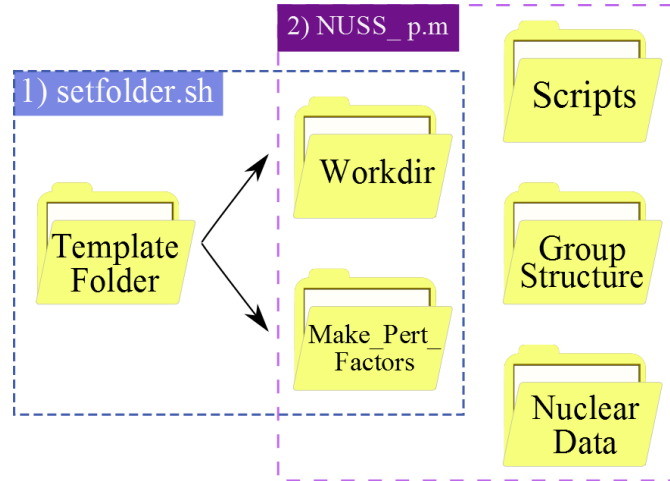 2) NUSS_ p.m
1) setfolder.sh
Scripts
Workdir
Template
Folder
Group
Structure
Make_Pert_
Factors
Nuclear
Data